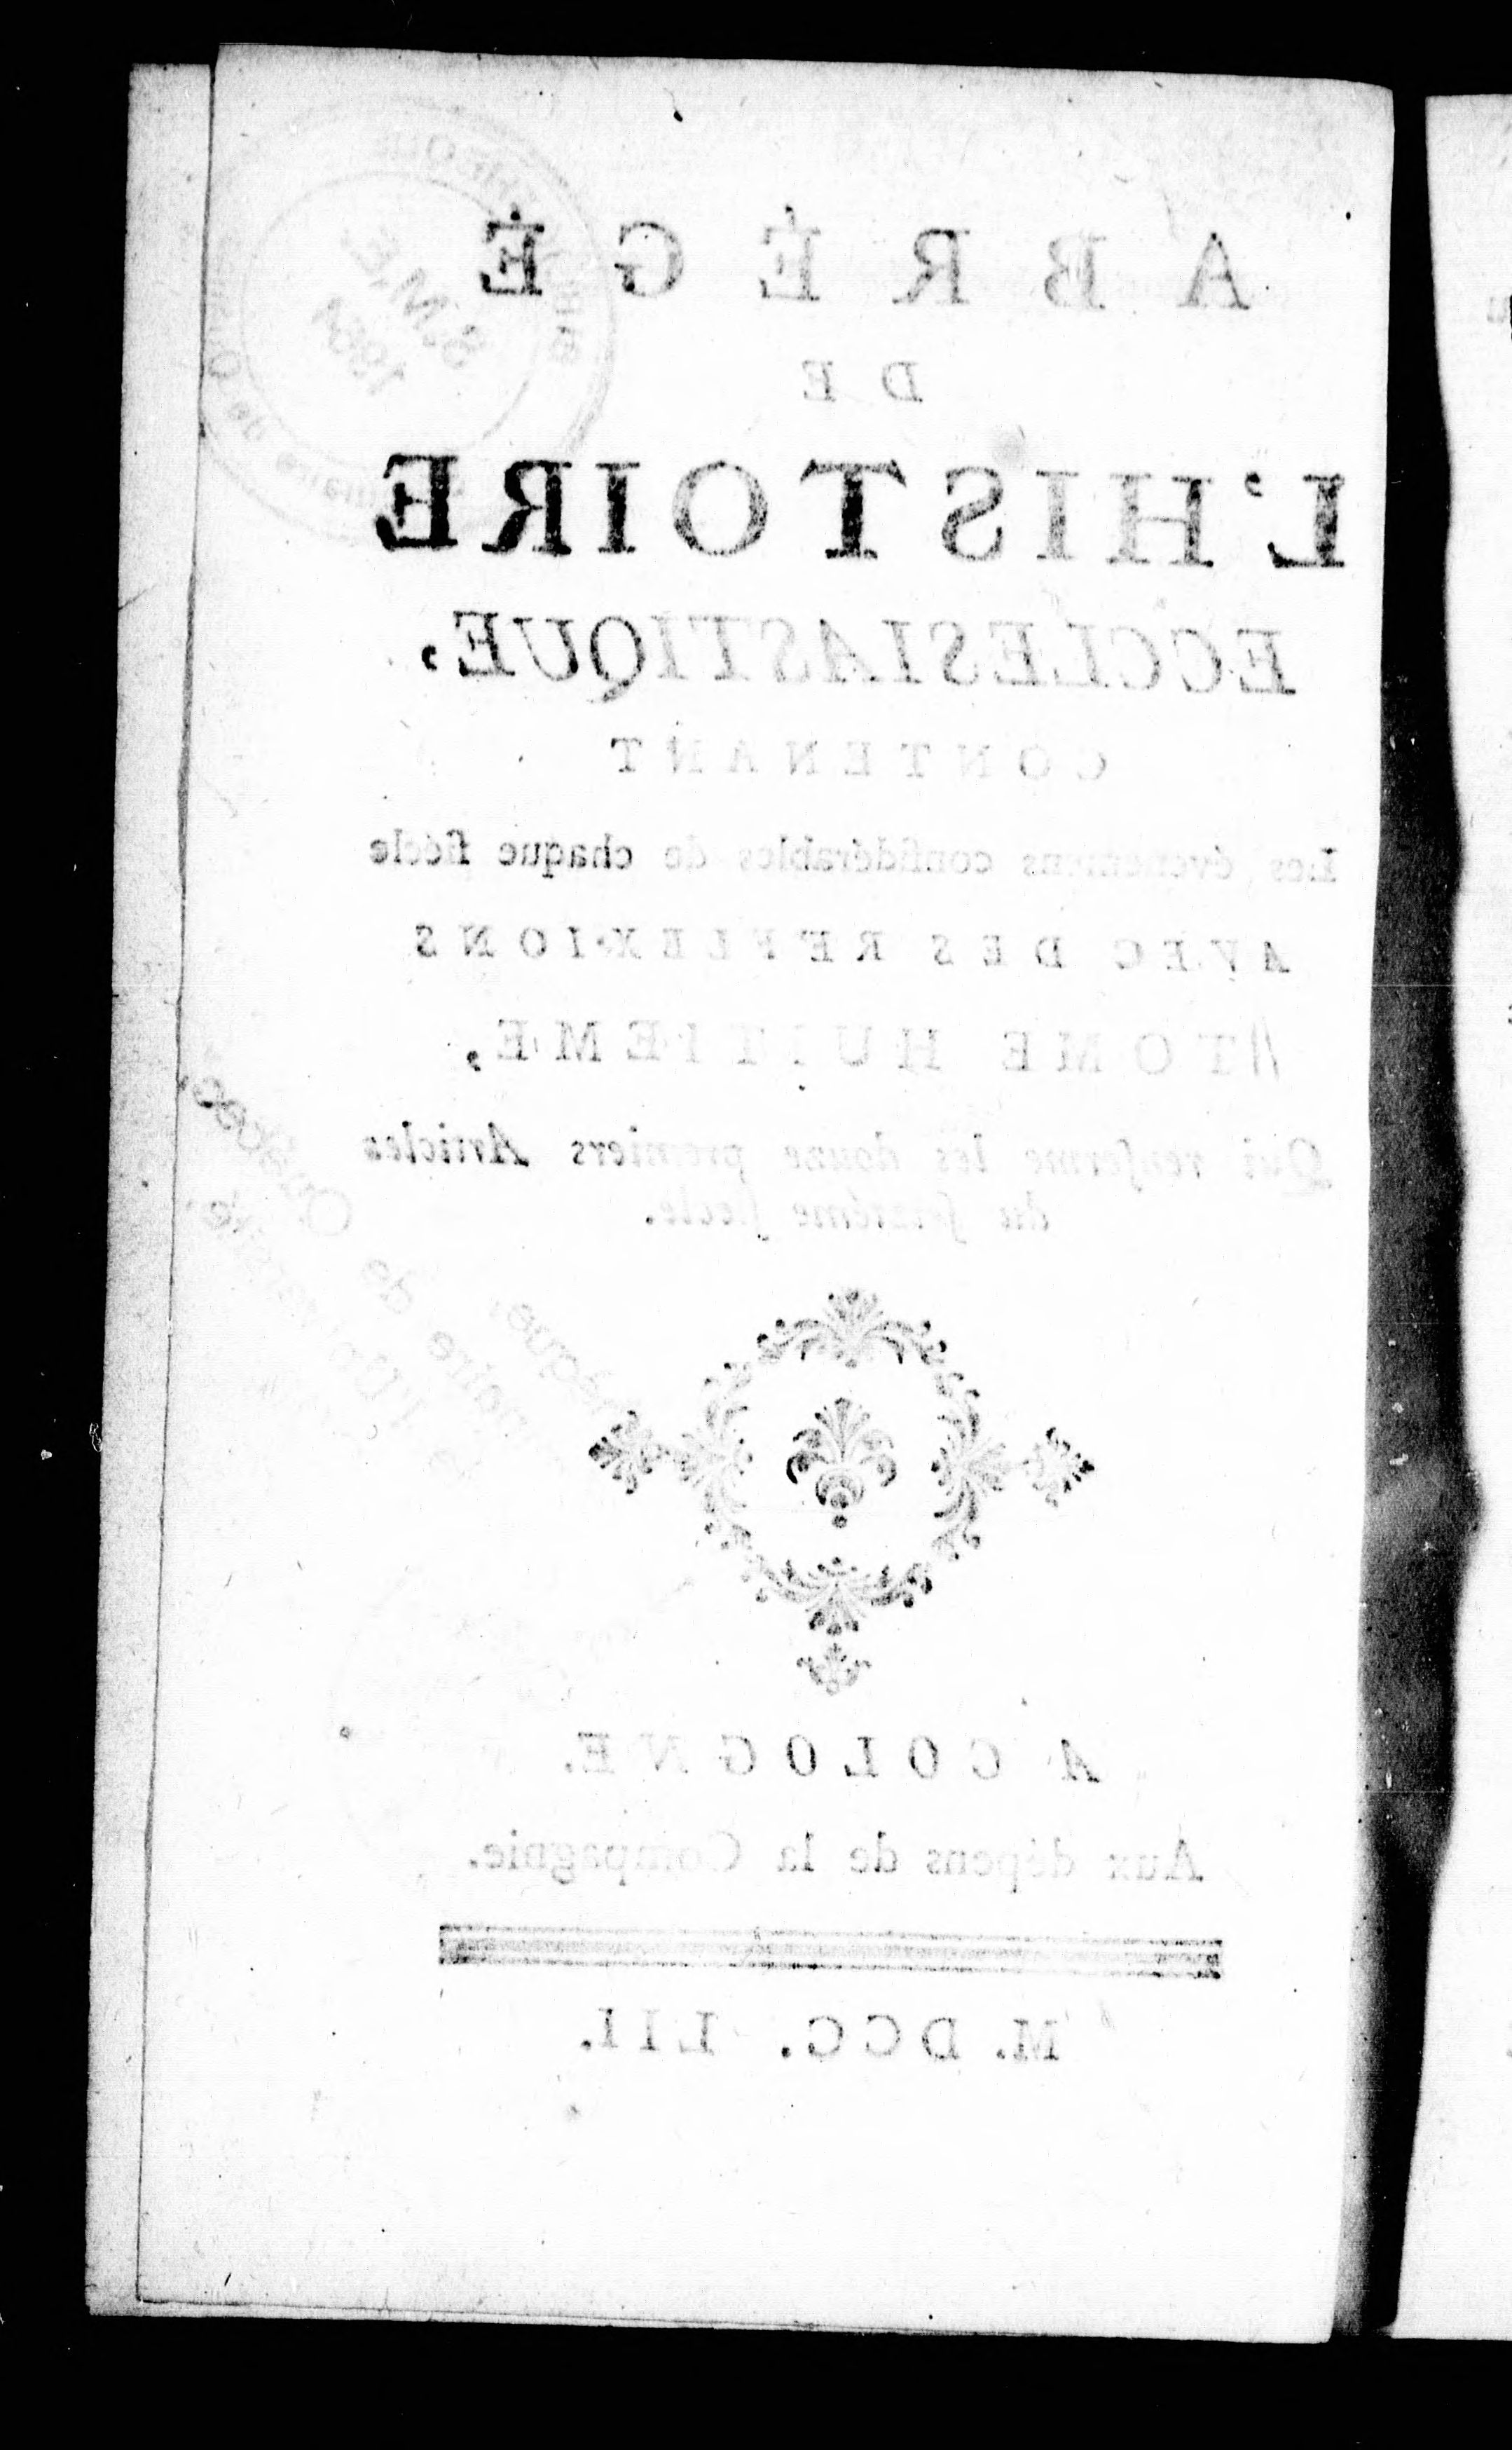 ABRÉGÉ
DE
L'HISTOIRE
ECCLESIASTIQUE,
CONTENANT
Les évenemens considérables de chaque siécle
AVEC DES REFLEXIONS
TOME HUITIEME,
Qui renferme les douze premiers Articles
du seiziéme siecle.
A COLOGNE.
Aux dépens de la Compagnie.
M. DCC. LII.